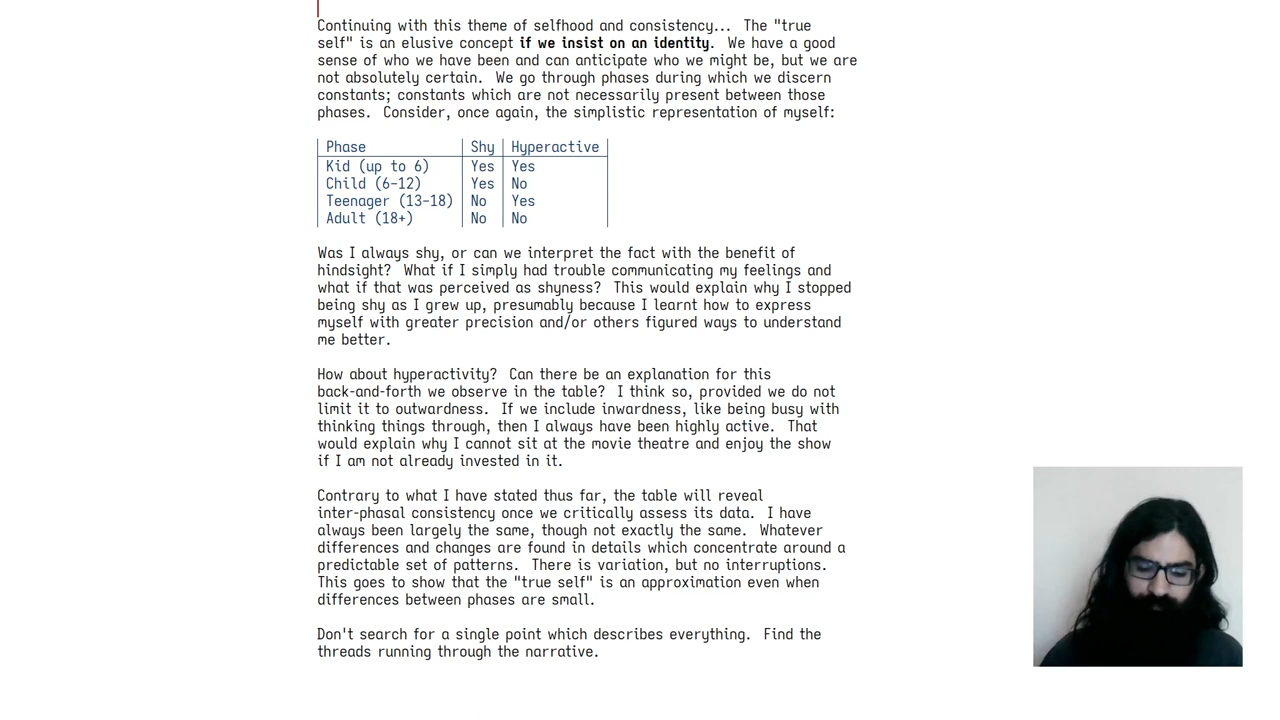 Continuing with this theme of selfhood and consistency...  The "true
self" is an elusive concept if we insist on an identity.  We have a good
sense of who we have been and can anticipate who we might be, but we are
not absolutely certain.  We go through phases during which we discern
constants; constants which are not necessarily present between those
phases.  Consider, once again, the simplistic representation of myself:
Phase Shy Hyperactive
Kid (up to 6) Yes Yes
Child (6-12) Yes No
Teenager (13-18) No Yes
Adult (18+) No No
Was I always shy, or can we interpret the fact with the benefit of
hindsight?  What if I simply had trouble communicating my feelings and
what if that was perceived as shyness?  This would explain why I stopped
being shy as I grew up, presumably because I learnt how to express
myself with greater precision and/or others figured ways to understand
me better.
How about hyperactivity?  Can there be an explanation for this
back-and-forth we observe in the table?  I think so, provided we do not
limit it to outwardness.  If we include inwardness, like being busy with
thinking things through, then I always have been highly active.  That
would explain why I cannot sit at the movie theatre and enjoy the show
if I am not already invested in it.
Contrary to what I have stated thus far, the table will reveal
inter-phasal consistency once we critically assess its data.  I have
always been largely the same, though not exactly the same.  Whatever
differences and changes are found in details which concentrate around a
predictable set of patterns.  There is variation, but no interruptions.
This goes to show that the "true self" is an approximation even when
differences between phases are small.
Don't search for a single point which describes everything.  Find the
threads running through the narrative.